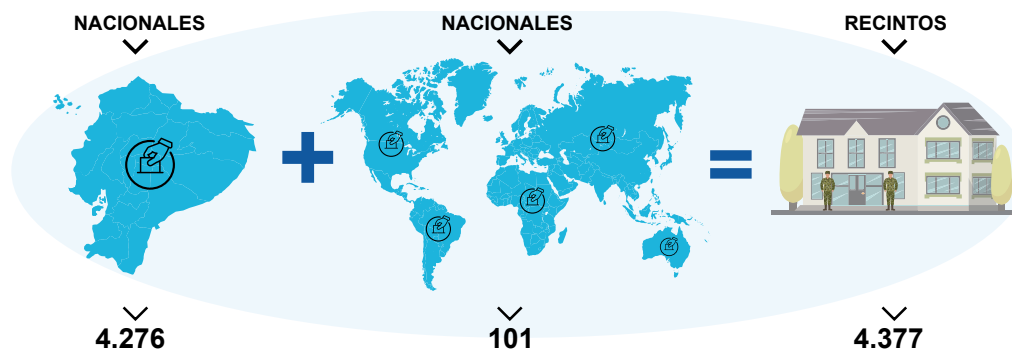 NACIONALES
NACIONALES
RECINTOS
4.276
101
4.377